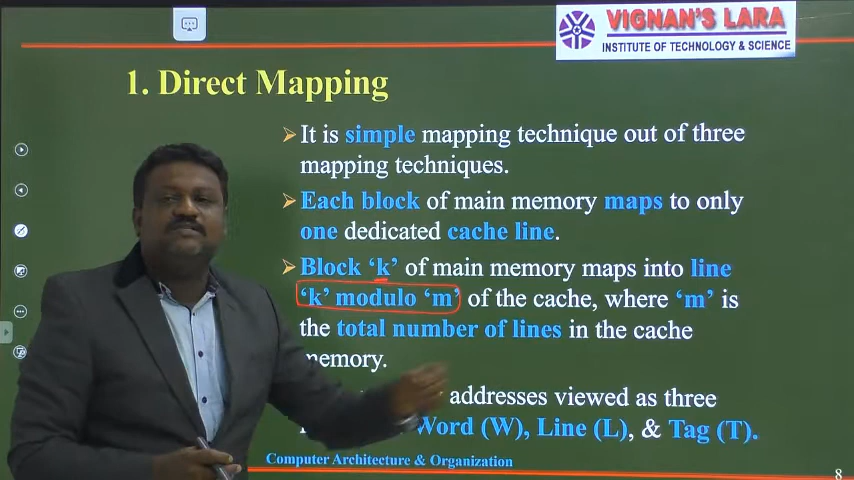 VIGNAN'S LARA
INSTITUTE OF TECHNOLOGY & SCIENCE
1. Direct Mapping
It is simple mapping technique out of three
mapping techniques.
Each block of main memory maps to only
one dedicated cache line.
Block ‘k’ of main memory maps into line
‘k’ modulo ‘m’ of the cache, where ‘m’ is
the total number of lines in the cache
memory.
addresses viewed as three
Word (W), Line (L), & Tag (T).
Computer Architecture & Organization
8